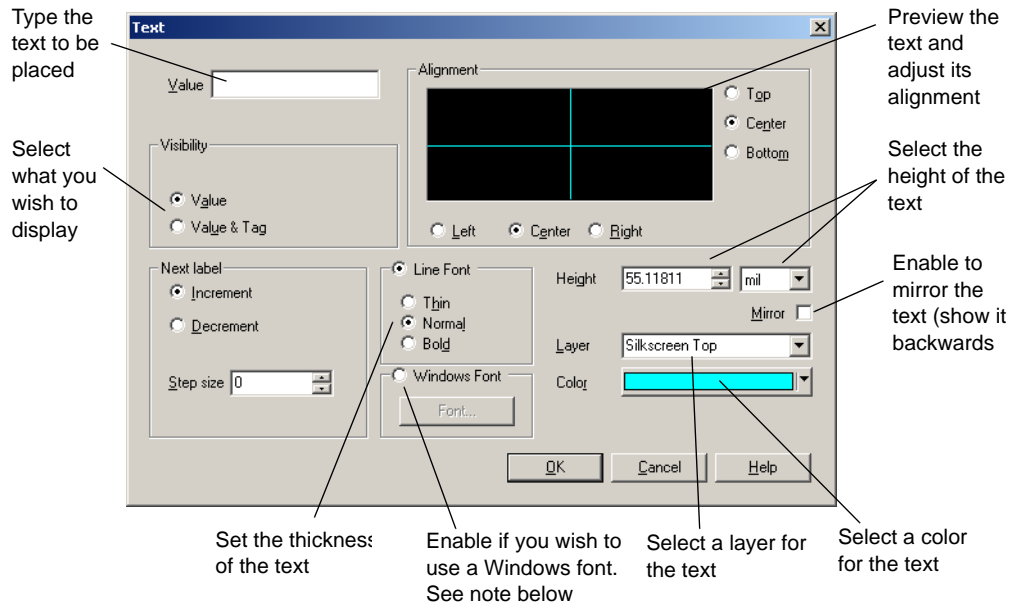 Type the
text to be
placed
Text
Preview the
text and
adjust its
alignment
Value
Alignment
Top
Center
Bottom
Left
Center
Right
Select
what you
wish to
display
Visibility
Value
Value & Tag
Select the
height of the
text
Next label
Increment
Decrement
Step size 0
Line Font
Thin
Normal
Bold
Windows Font
Font...
Height 55.11811 mil
Mirror
Layer Silkscreen Top
Color
Enable to
mirror the
text (show it
backwards
OK Cancel Help
Set the thickness
of the text
Enable if you wish to
use a Windows font.
See note below
Select a layer for
the text
Select a color
for the text